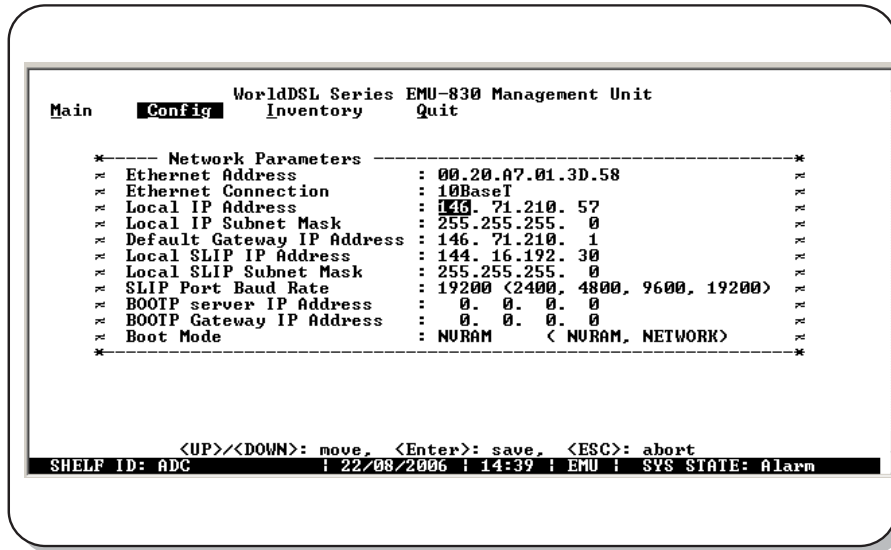 WorldDSL Series EMU-830 Management Unit
Main Config Inventory Quit
*----- Network Parameters -----------------------------------------*
≈ Ethernet Address : 00.20.A7.01.3D.58 ≈
≈ Ethernet Connection : 10BaseT ≈
≈ Local IP Address : 146. 71.210. 57 ≈
≈ Local IP Subnet Mask : 255.255.255. 0 ≈
≈ Default Gateway IP Address : 146. 71.210. 1 ≈
≈ Local SLIP IP Address : 144. 16.192. 30 ≈
≈ Local SLIP Subnet Mask : 255.255.255. 0 ≈
≈ SLIP Port Baud Rate : 19200 (2400, 4800, 9600, 19200) ≈
≈ BOOTP server IP Address : 0. 0. 0. 0 ≈
≈ BOOTP Gateway IP Address : 0. 0. 0. 0 ≈
≈ Boot Mode : NVRAM ( NVRAM, NETWORK) ≈
*------------------------------------------------------------------*
<UP>/<DOWN>: move, <Enter>: save, <ESC>: abort
SHELF ID: ADC | 22/08/2006 | 14:39 | EMU | SYS STATE: Alarm